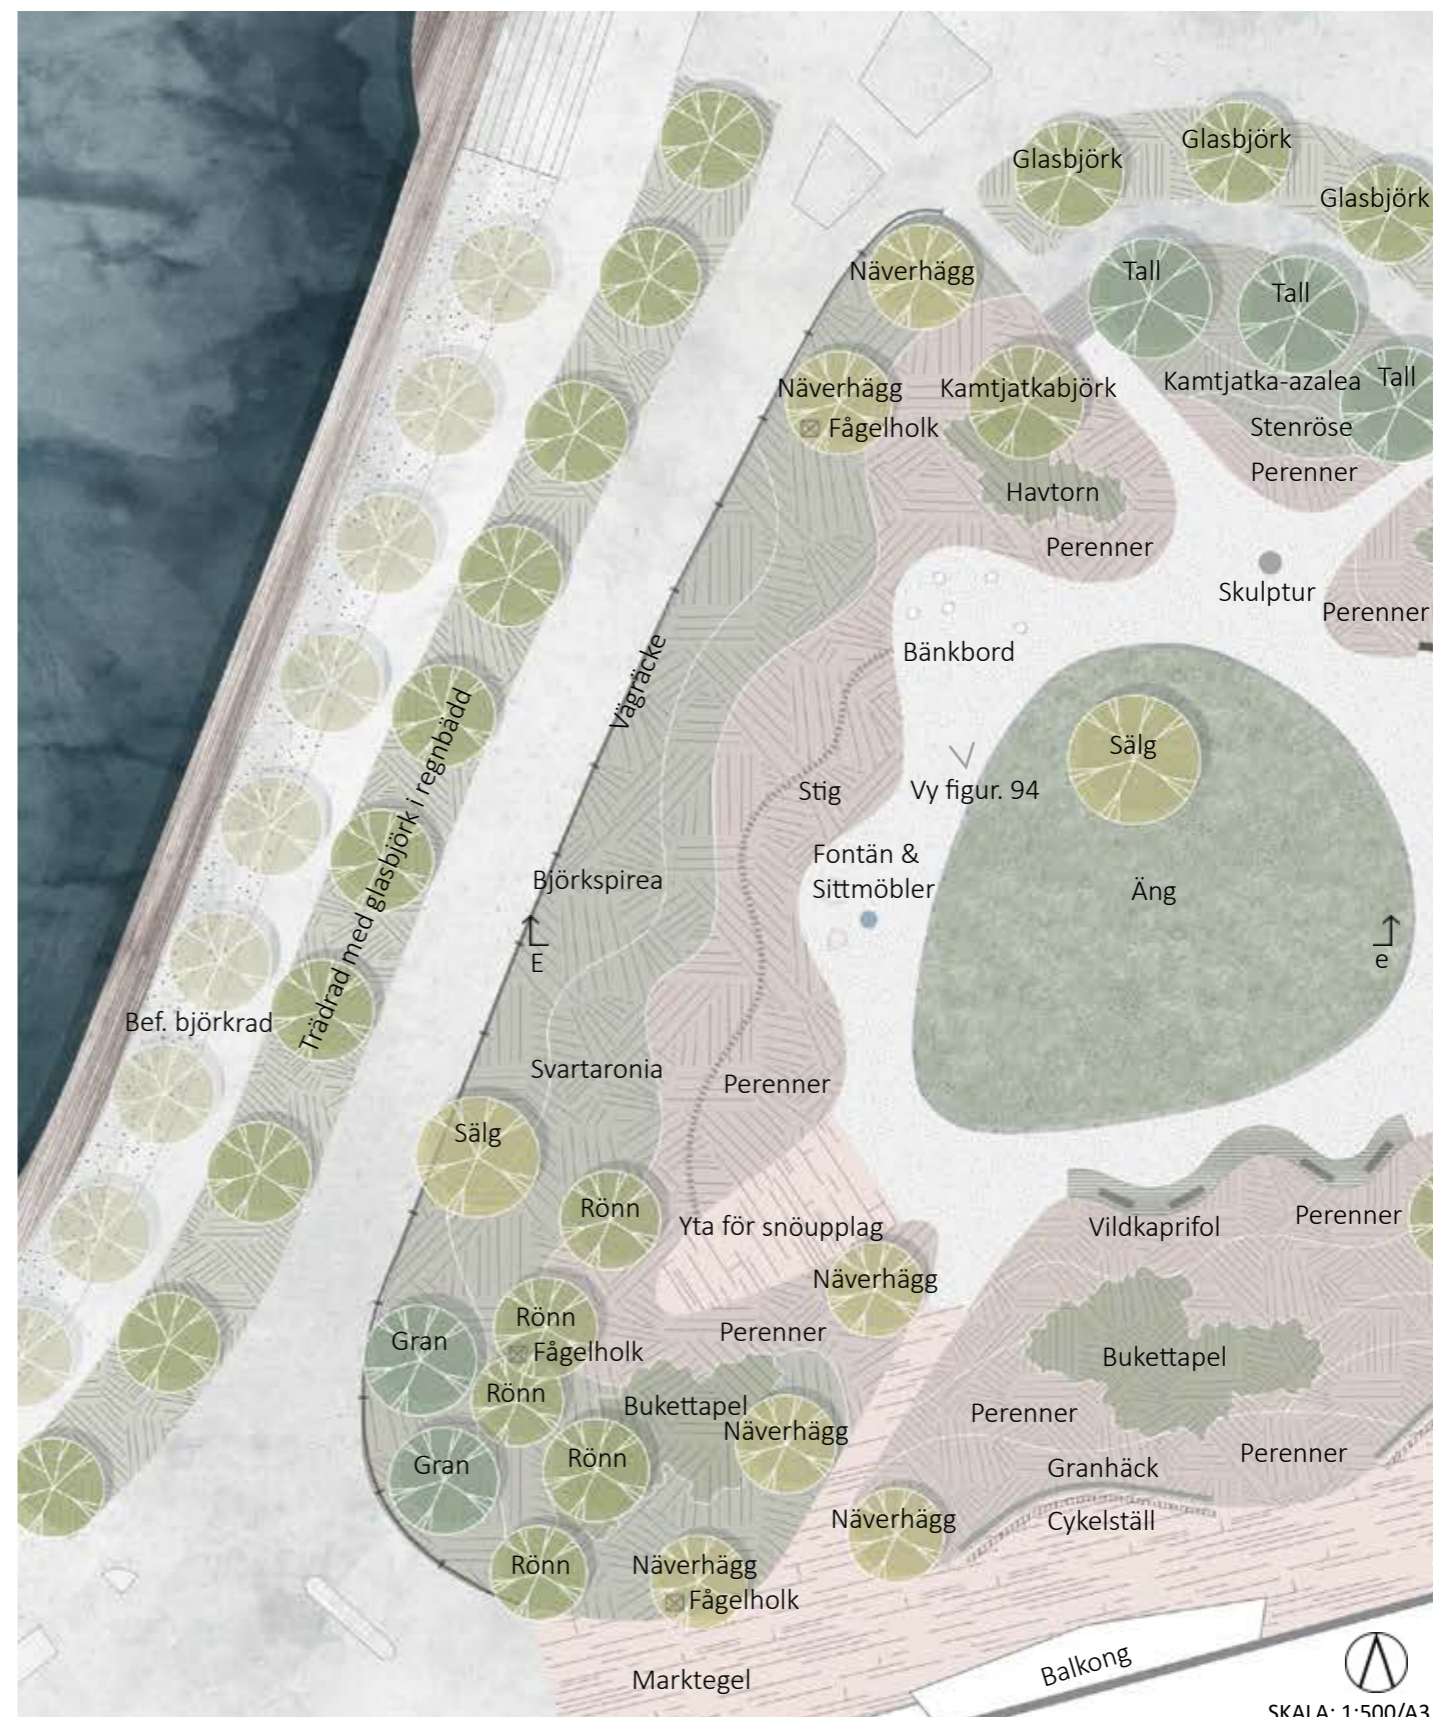 Glasbjörk
Glasbjörk
Glasbjörk
Näverhägg
Tall
Tall
Tall
Näverhägg
Kamtjatkabjörk
Kamtjatka-azalea
Fågelholk
Stenröse
Perenner
Havtorn
Perenner
Skulptur
Perenner
Bänkbord
Vägräcke
Sälg
Stig
Vy figur. 94
Fontän &
Sittmöbler
Äng
Björkspirea
Trädrad med glasbjörk i regnbädd
E
e
Bef. björkrad
Svartaronia
Perenner
Sälg
Rönn
Yta för snöupplag
Vildkaprifol
Perenner
Näverhägg
Rönn
Gran
Fågelholk
Perenner
Bukettapel
Rönn
Bukettapel
Näverhägg
Perenner
Gran
Rönn
Perenner
Granhäck
Näverhägg
Cykelställ
Rönn
Näverhägg
Fågelholk
Marktegel
Balkong
SKALA: 1:500/A3